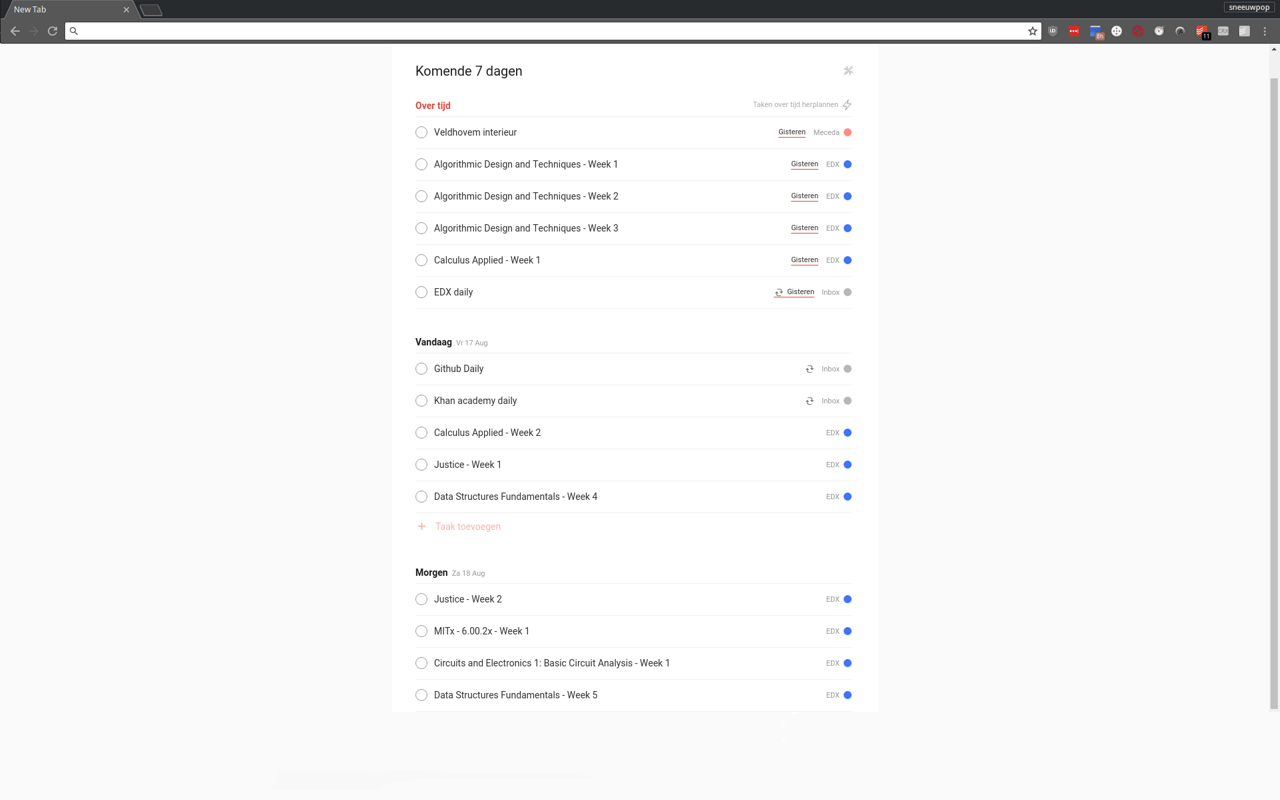 New Tab
sneeuwpop
11
Komende 7 dagen
Over tijd Taken over tijd herplannen
Veldhovem interieur Gisteren Meceda
Algorithmic Design and Techniques - Week 1 Gisteren EDX
Algorithmic Design and Techniques - Week 2 Gisteren EDX
Algorithmic Design and Techniques - Week 3 Gisteren EDX
Calculus Applied - Week 1 Gisteren EDX
EDX daily Gisteren Inbox
Vandaag Vr 17 Aug
Github Daily Inbox
Khan academy daily Inbox
Calculus Applied - Week 2 EDX
Justice - Week 1 EDX
Data Structures Fundamentals - Week 4 EDX
+ Taak toevoegen
Morgen Za 18 Aug
Justice - Week 2 EDX
MITx - 6.00.2x - Week 1 EDX
Circuits and Electronics 1: Basic Circuit Analysis - Week 1 EDX
Data Structures Fundamentals - Week 5 EDX